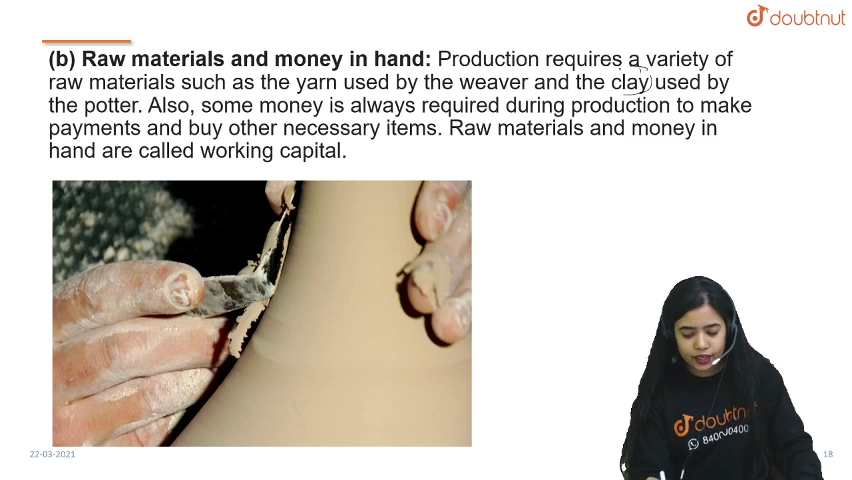 doubtnut
(b) Raw materials and money in hand: Production requires a variety of
raw materials such as the yarn used by the weaver and the clay used by
the potter. Also, some money is always required during production to make
payments and buy other necessary items. Raw materials and money in
hand are called working capital.
doubtnut
22-03-2021
18